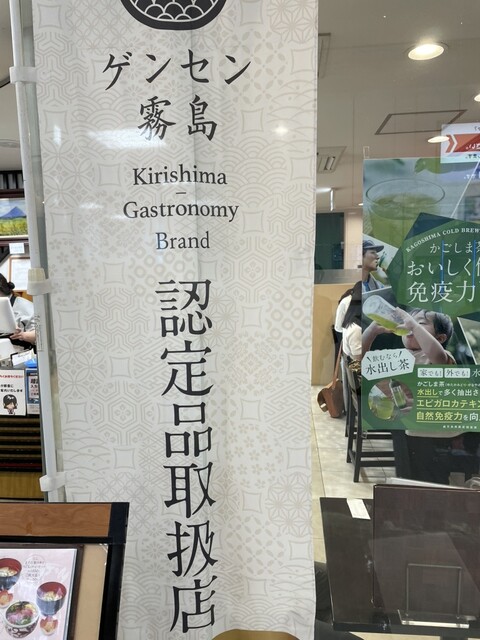 ゲンセン
霧島
Kirishima
Gastronomy
Brand
認定品取扱店
KAGOSHIMA COLD BREW
かごしま茶
おいしく
免疫力
飲むなら
水出し茶
家でも!外でも!水
かごしま茶
水出しで多く抽出さ
エピガロカテキン
自然免疫力を向